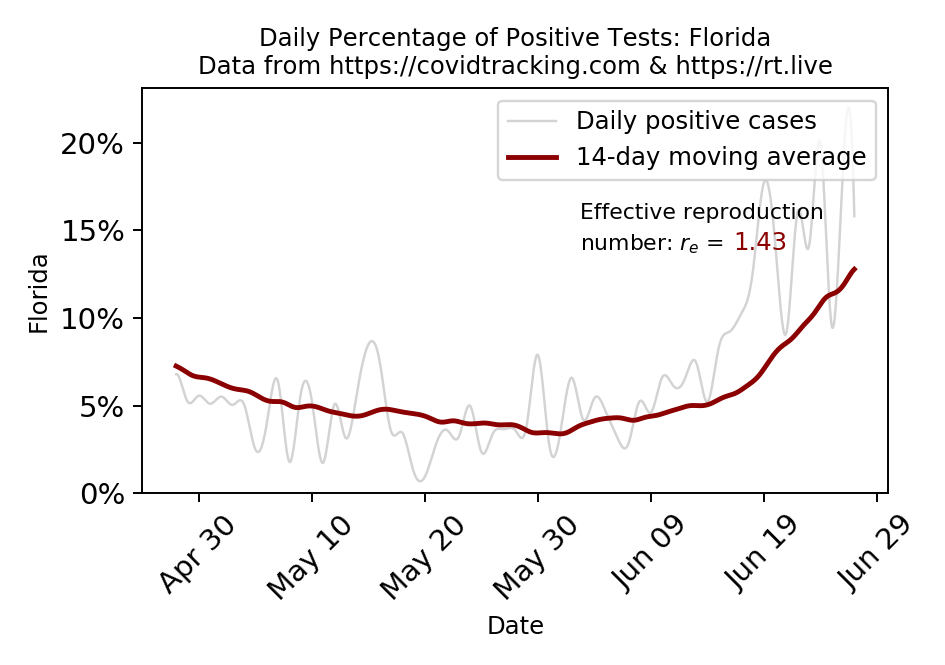 Daily Percentage of Positive Tests: Florida
Data from https://covidtracking.com & https://rt.live
Daily positive cases
14-day moving average
Effective reproduction
number: rₑ = 1.43
20%
15%
10%
5%
0%
Florida
Apr 30
May 10
May 20
May 30
Jun 09
Jun 19
Jun 29
Date